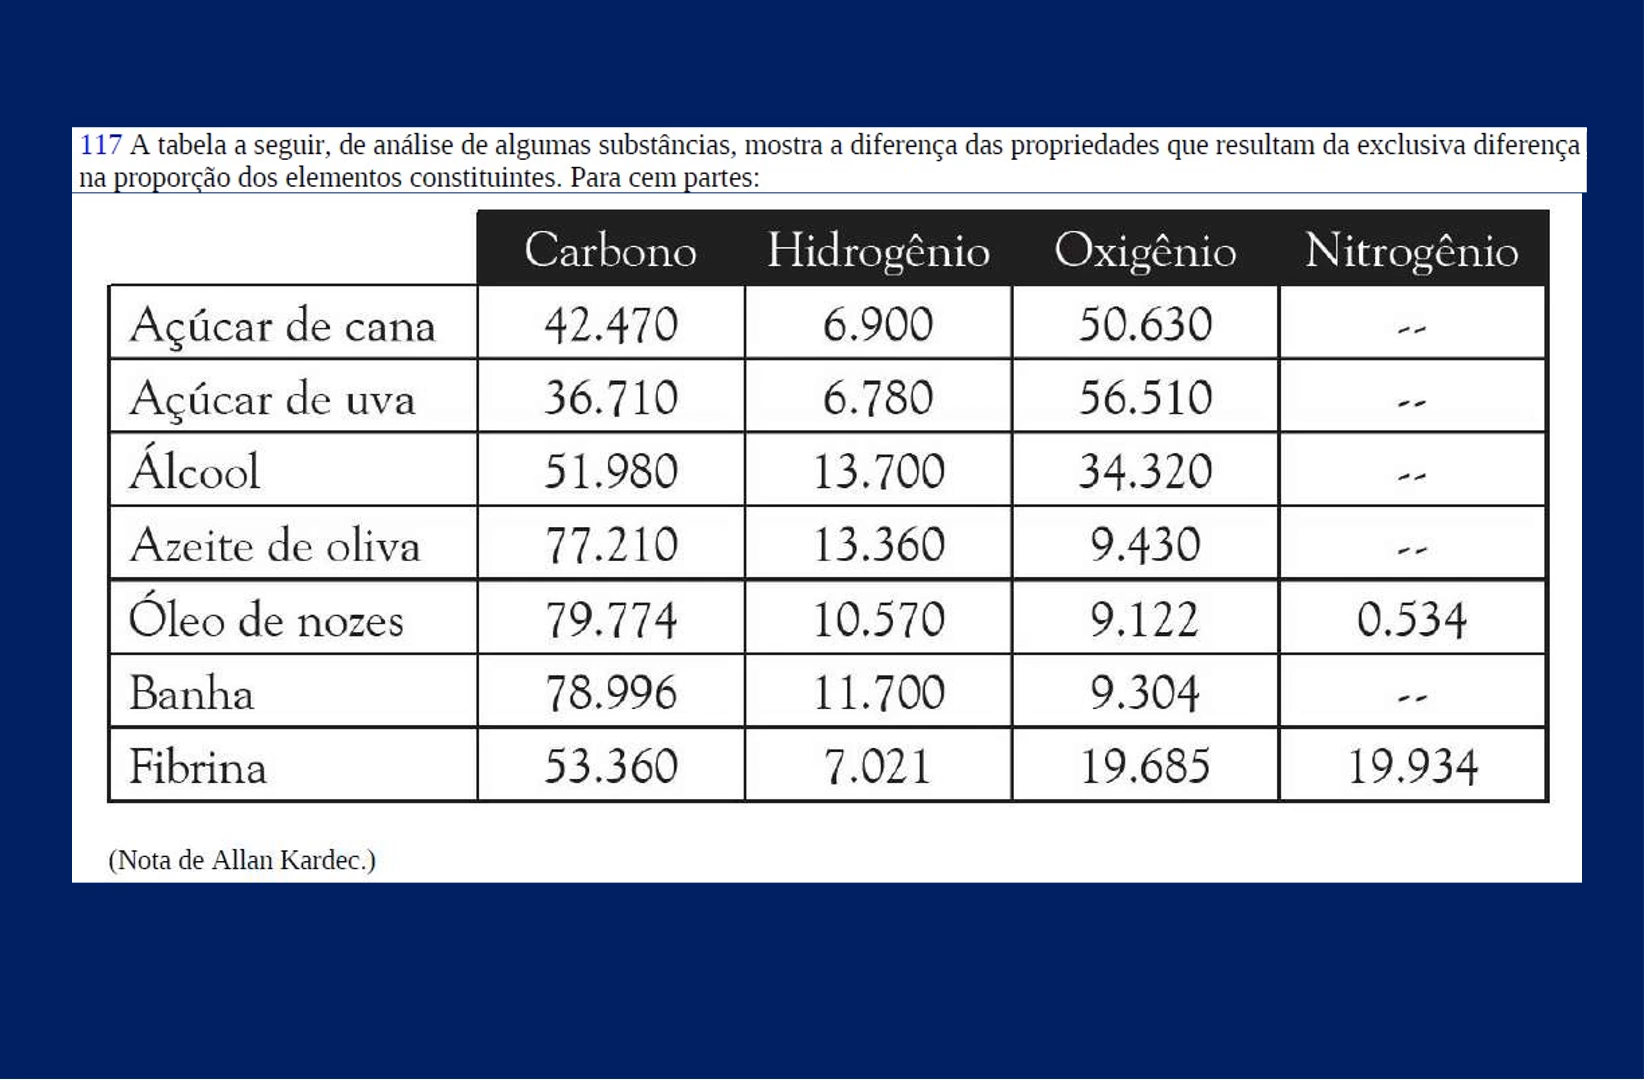 117 A tabela a seguir, de análise de algumas substâncias, mostra a diferença das propriedades que resultam da exclusiva diferença
na proporção dos elementos constituintes. Para cem partes:
Carbono Hidrogênio Oxigênio Nitrogênio
Açúcar de cana 42.470 6.900 50.630 --
Açúcar de uva 36.710 6.780 56.510 --
Álcool 51.980 13.700 34.320 --
Azeite de oliva 77.210 13.360 9.430 --
Óleo de nozes 79.774 10.570 9.122 0.534
Banha 78.996 11.700 9.304 --
Fibrina 53.360 7.021 19.685 19.934
(Nota de Allan Kardec.)